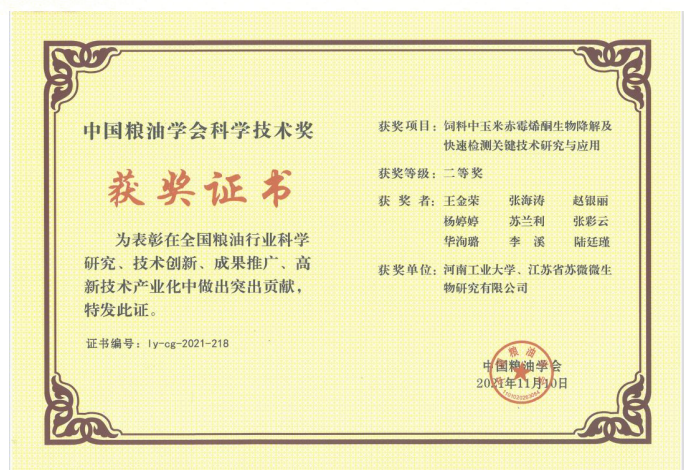 中国粮油学会科学技术奖
获奖证书
为表彰在全国粮油行业科学
研究、技术创新、成果推广、高
新技术产业化中做出突出贡献，
特发此证。
证书编号：ly-cg-2021-218
获奖项目：饲料中玉米赤霉烯酮生物降解及
快速检测关键技术研究与应用
获奖等级：二等奖
获 奖 者：王金荣 张海涛 赵银丽
杨婷婷 苏兰利 张彩云
华洵璐 李 溪 陆廷瑾
获奖单位：河南工业大学、江苏省苏微微生
物研究有限公司
中国粮油学会
2021年11月10日